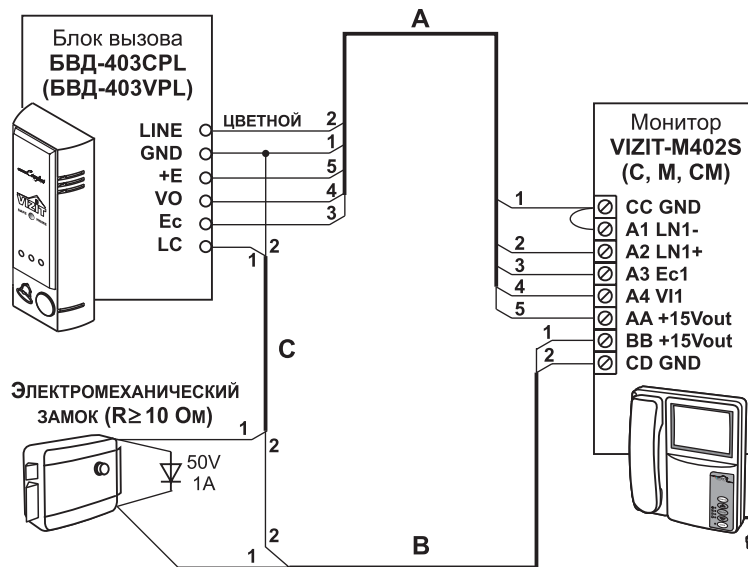 Блок вызова
БВД-403CPL
(БВД-403VPL)
LINE
GND
+E
VO
Ec
LC
ЦВЕТНОЙ
2
1
5
4
3
1
2
A
Монитор
VIZIT-M402S
(C, M, CM)
1
2
3
4
5
1
2
CC GND
A1 LN1-
A2 LN1+
A3 Ec1
A4 VI1
AA +15Vout
BB +15Vout
CD GND
VIZIT
C
ЭЛЕКТРОМЕХАНИЧЕСКИЙ
ЗАМОК (R≥10 ОМ)
1
2
50V
1A
2
1
B